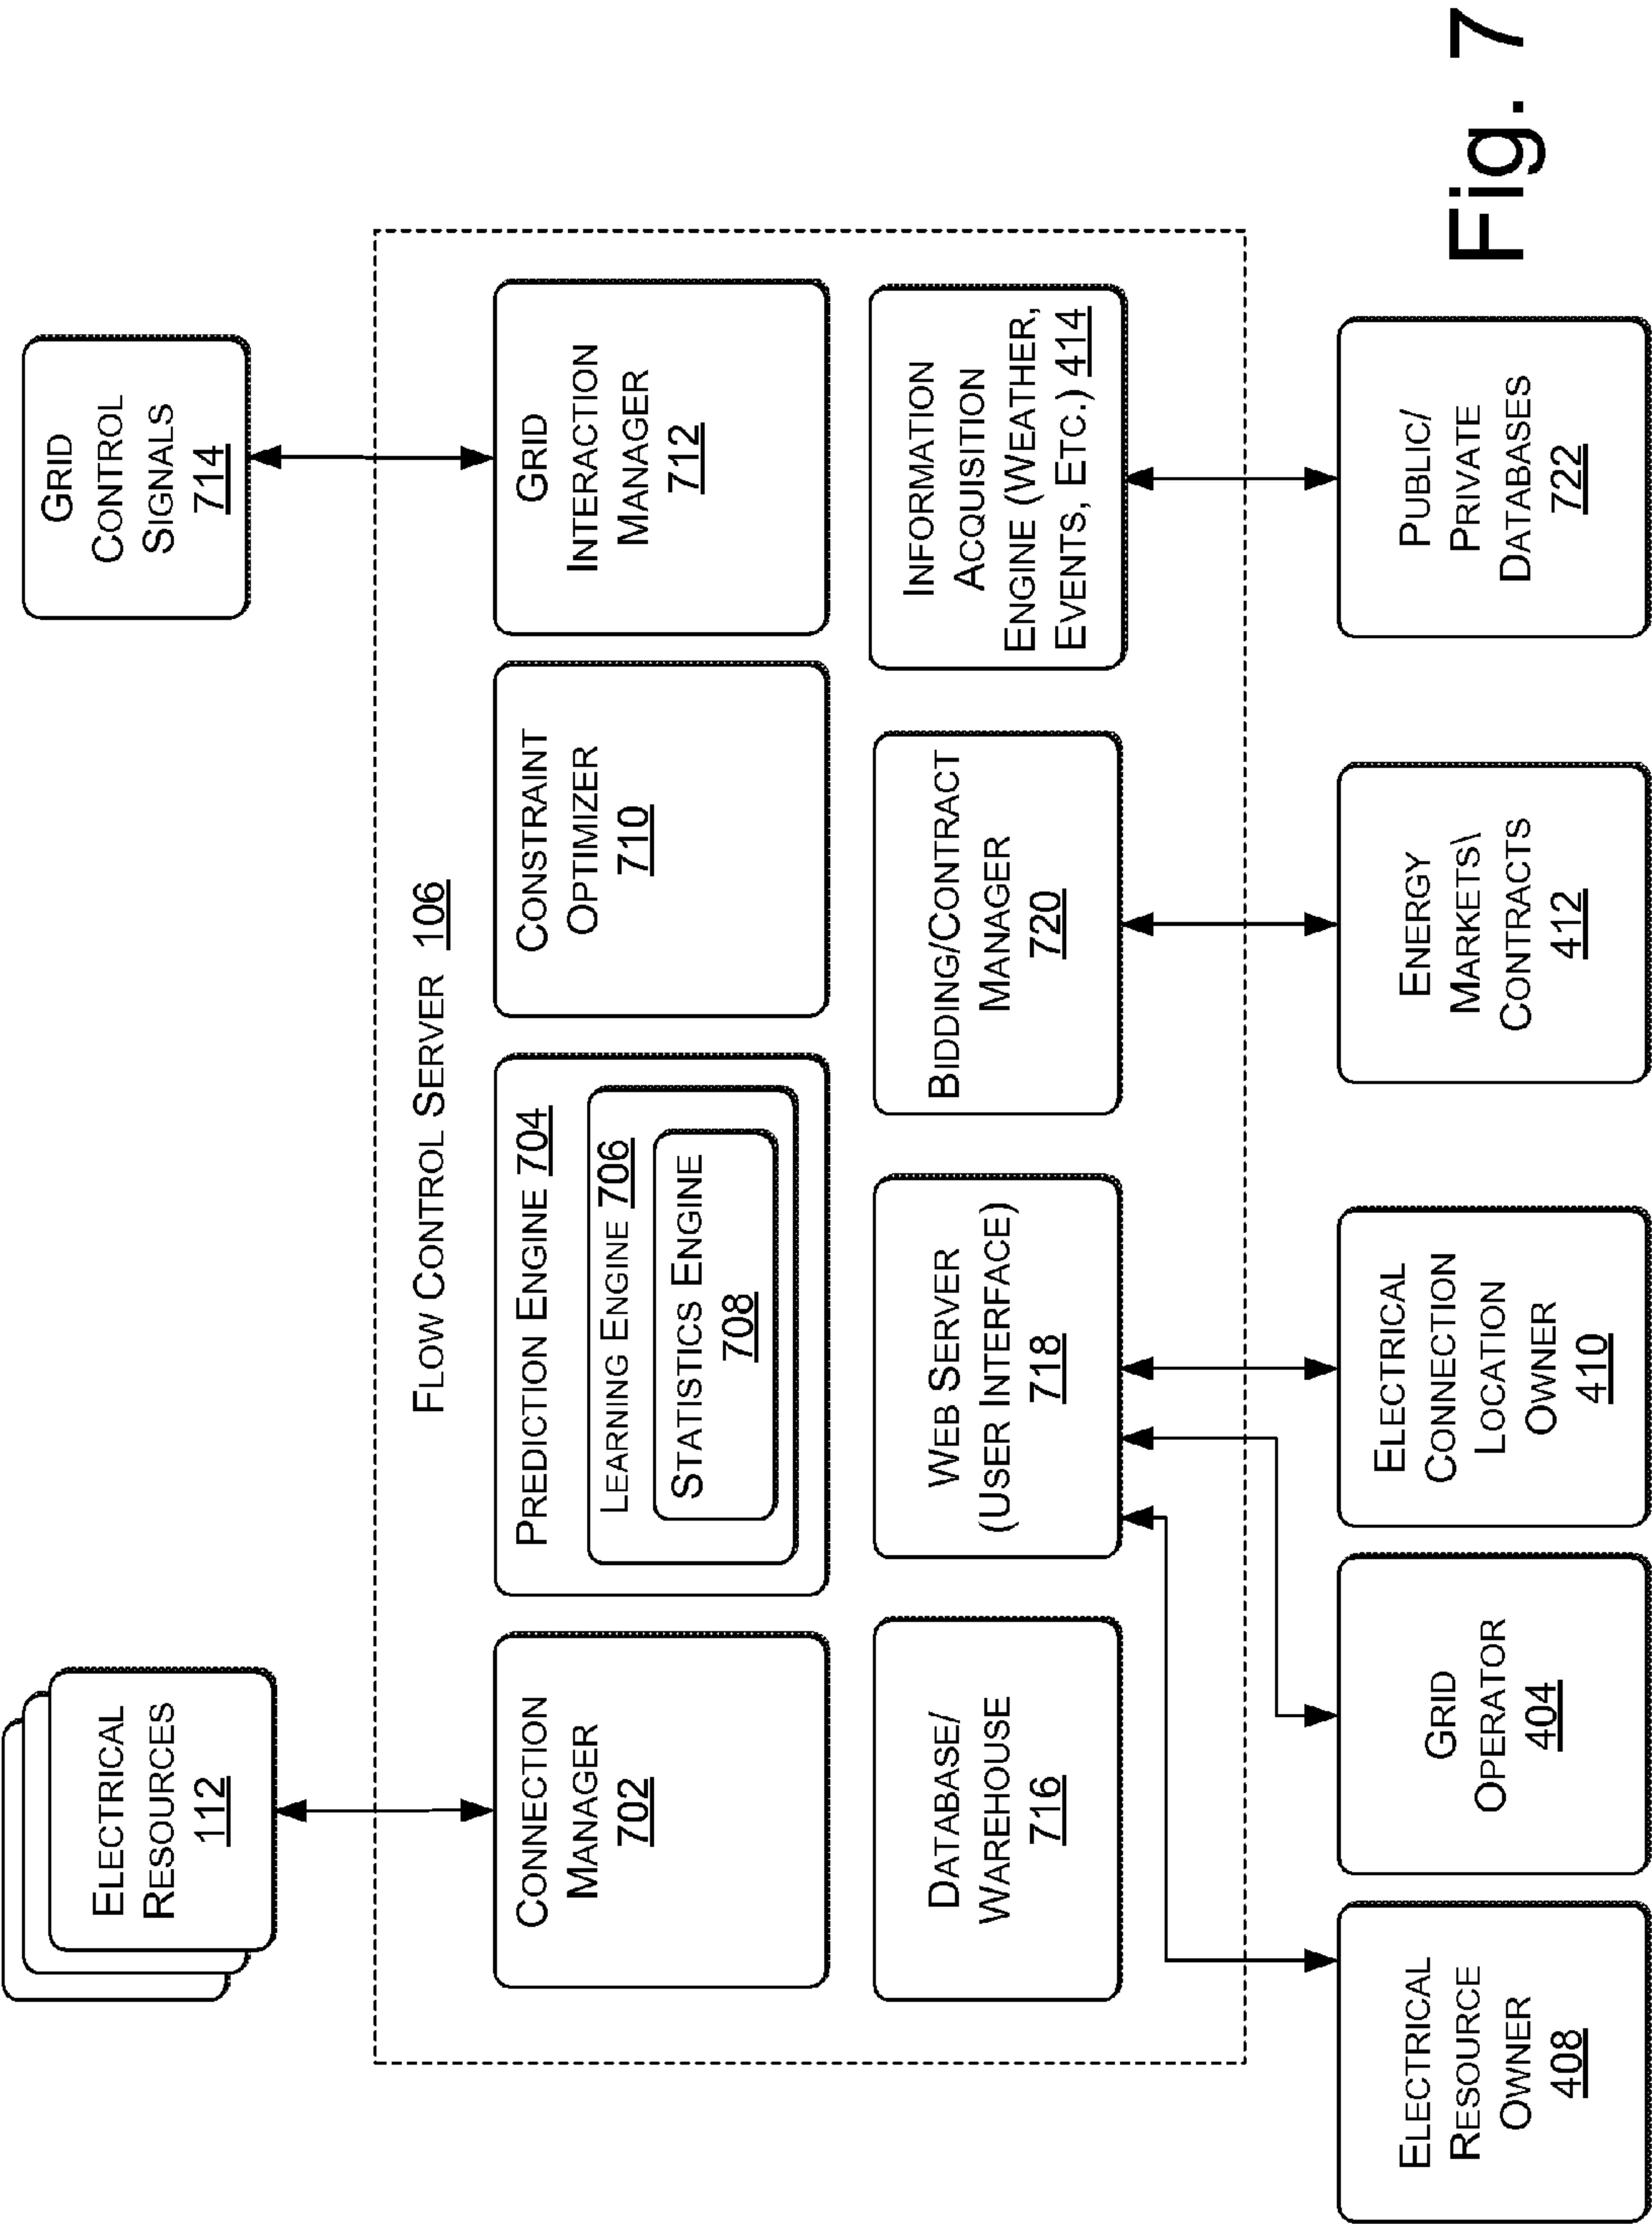 ELECTRICAL
RESOURCES
112
GRID
CONTROL
SIGNALS
714
FLOW CONTROL SERVER 106
CONNECTION
MANAGER
702
PREDICTION ENGINE 704
LEARNING ENGINE 706
STATISTICS ENGINE
708
CONSTRAINT
OPTIMIZER
710
GRID
INTERACTION
MANAGER
712
DATABASE/
WAREHOUSE
716
WEB SERVER
(USER INTERFACE)
718
BIDDING/CONTRACT
MANAGER
720
INFORMATION
ACQUISITION
ENGINE (WEATHER,
EVENTS, ETC.) 414
ELECTRICAL
RESOURCE
OWNER
408
GRID
OPERATOR
404
ELECTRICAL
CONNECTION
LOCATION
OWNER
410
ENERGY
MARKETS\
CONTRACTS
412
PUBLIC/
PRIVATE
DATABASES
722
Fig. 7